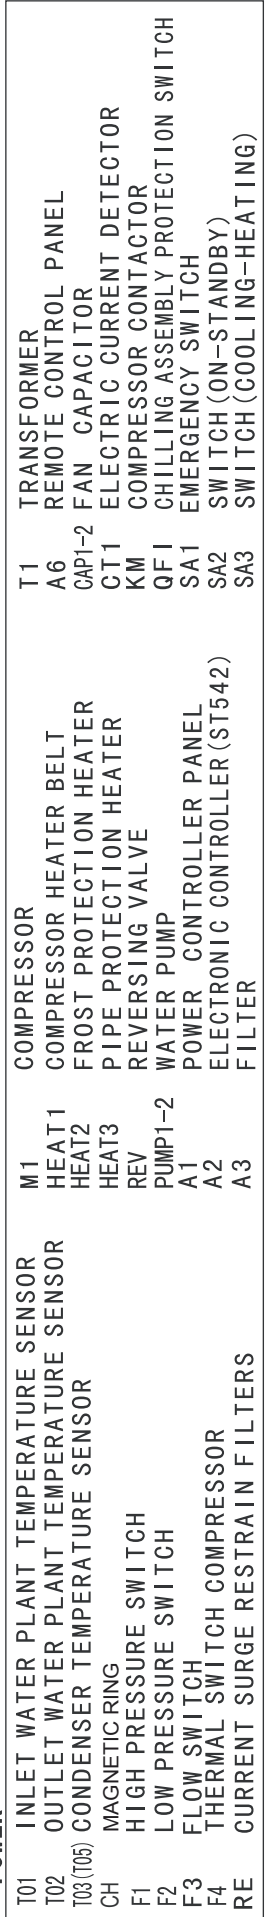 T01 INLET WATER PLANT TEMPERATURE SENSOR
T02 OUTLET WATER PLANT TEMPERATURE SENSOR
T03(T05) CONDENSER TEMPERATURE SENSOR
CH MAGNETIC RING
F1 HIGH PRESSURE SWITCH
F2 LOW PRESSURE SWITCH
F3 FLOW SWITCH
F4 THERMAL SWITCH COMPRESSOR
RE CURRENT SURGE RESTRAIN FILTERS
M1 COMPRESSOR
HEAT1 COMPRESSOR HEATER BELT
HEAT2 FROST PROTECTION HEATER
HEAT3 PIPE PROTECTION HEATER
REV REVERSING VALVE
PUMP1-2 WATER PUMP
A1 POWER CONTROLLER PANEL
A2 ELECTRONIC CONTROLLER(ST542)
A3 FILTER
T1 TRANSFORMER
A6 REMOTE CONTROL PANEL
CAP1-2 FAN CAPACITOR
CT1 ELECTRIC CURRENT DETECTOR
KM COMPRESSOR CONTACTOR
QFI CHILLING ASSEMBLY PROTECTION SWITCH
SA1 EMERGENCY SWITCH
SA2 SWITCH(ON-STANDBY)
SA3 SWITCH(COOLING-HEATING)